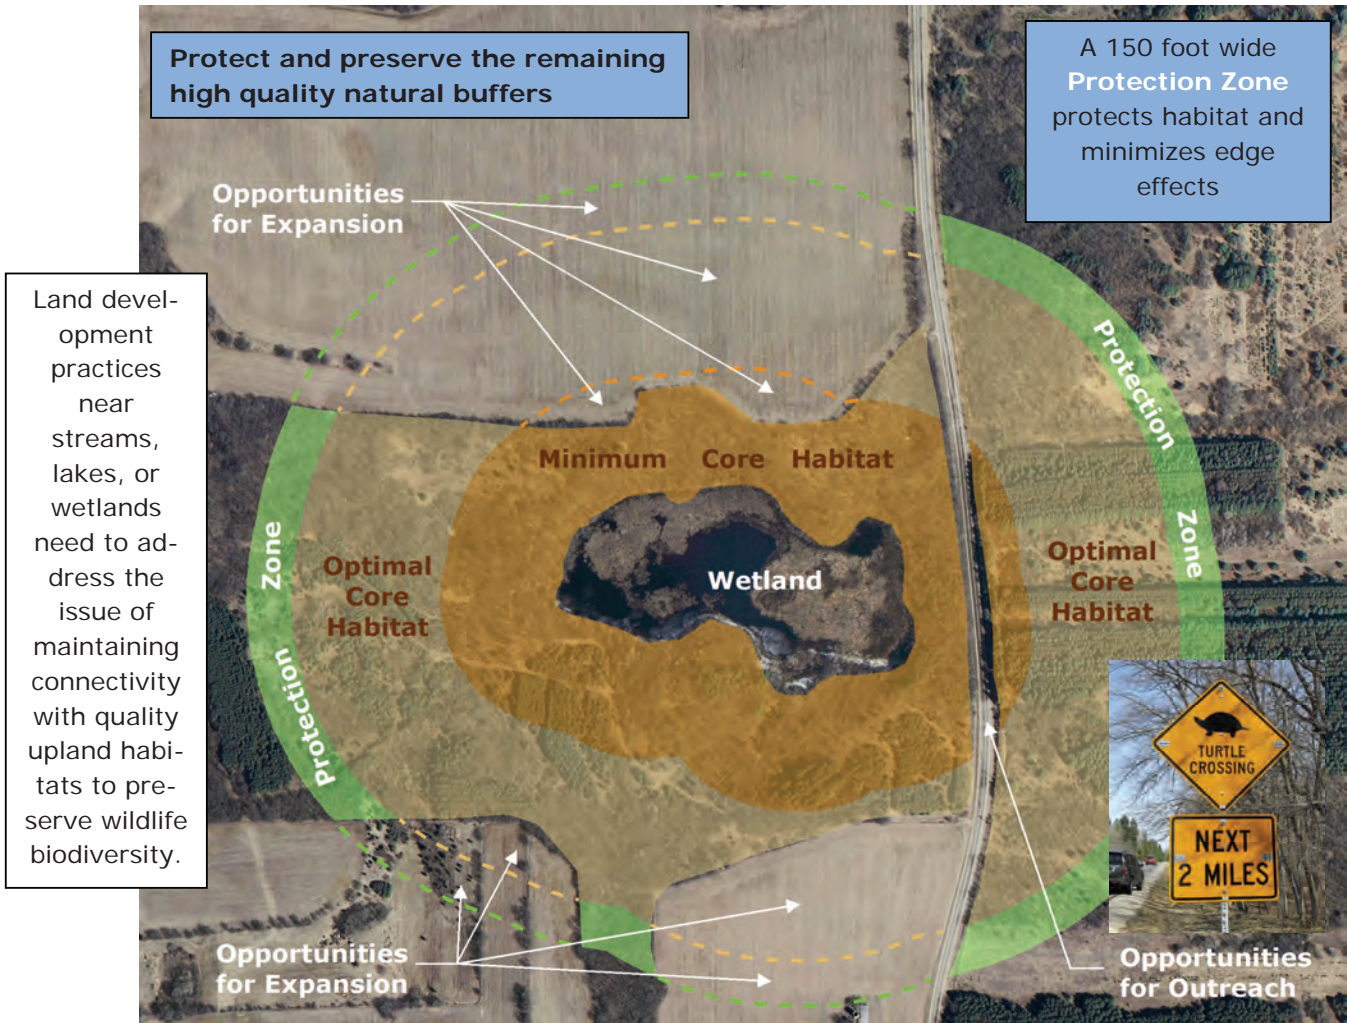 Protect and preserve the remaining
high quality natural buffers
A 150 foot wide
Protection Zone
protects habitat and
minimizes edge
effects
Opportunities
for Expansion
Land devel-
opment
practices
near
streams,
lakes, or
wetlands
need to ad-
dress the
issue of
maintaining
connectivity
with quality
upland habi-
tats to pre-
serve wildlife
biodiversity.
Protection
Zone
Minimum Core Habitat
Wetland
Optimal
Core
Habitat
Optimal
Core
Habitat
Zone
Protection
TURTLE
CROSSING
NEXT
2 MILES
Opportunities
for Expansion
Opportunities
for Outreach